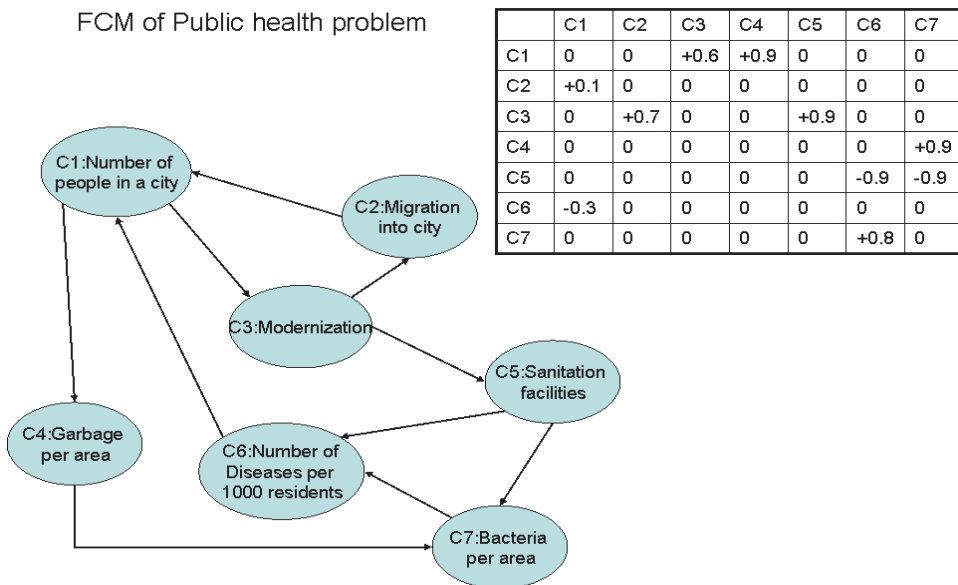 FCM of Public health problem
C1 C2 C3 C4 C5 C6 C7
C1 0 0 +0.6 +0.9 0 0 0
C2 +0.1 0 0 0 0 0 0
C3 0 +0.7 0 0 +0.9 0 0
C4 0 0 0 0 0 0 +0.9
C5 0 0 0 0 0 -0.9 -0.9
C6 -0.3 0 0 0 0 0 0
C7 0 0 0 0 0 +0.8 0
C1:Number of
people in a city
C2:Migration
into city
C3:Modernization
C5:Sanitation
facilities
C4:Garbage
per area
C6:Number of
Diseases per
1000 residents
C7:Bacteria
per area